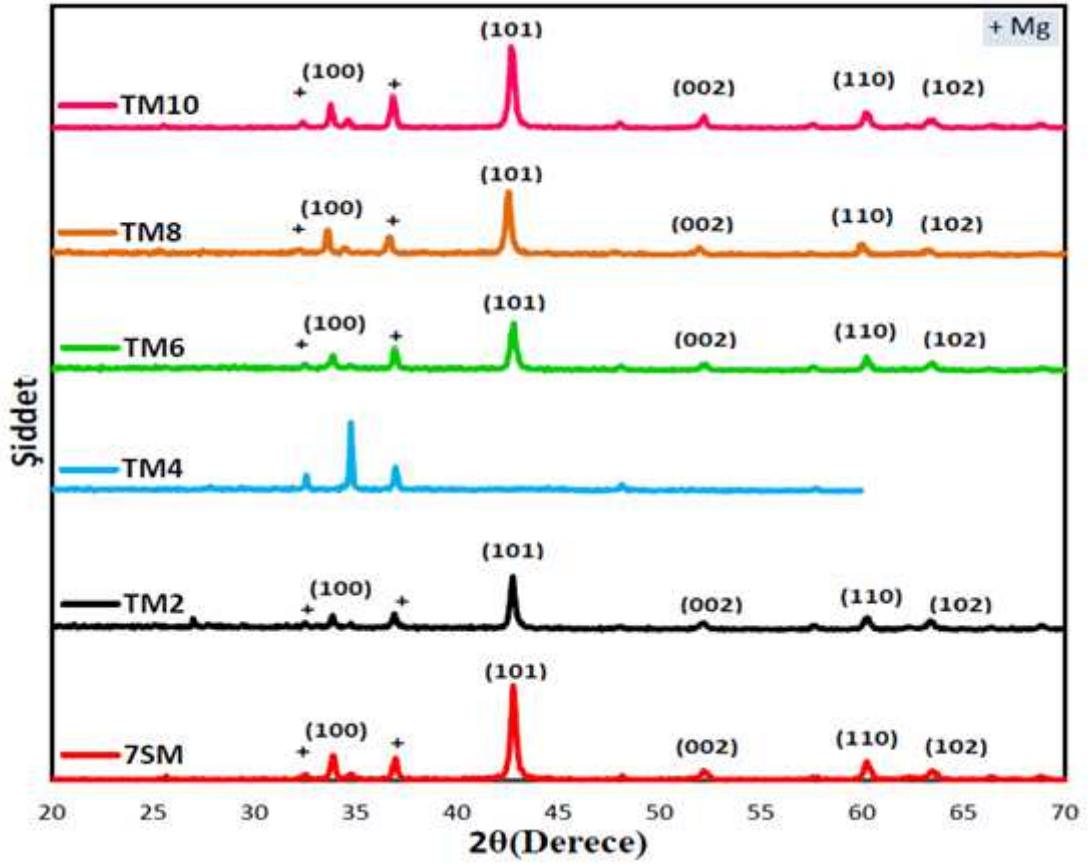 + Mg
(101)
+ (100) + (002) (110) (102)
TM10
(101)
+ (100) + (002) (110) (102)
TM8
(101)
+ (100) + (002) (110) (102)
TM6
TM4
(101)
+ (100) + (002) (110) (102)
TM2
(101)
+ (100) + (002) (110) (102)
7SM
Şiddet
20 25 30 35 40 45 50 55 60 65 70
2θ(Derece)